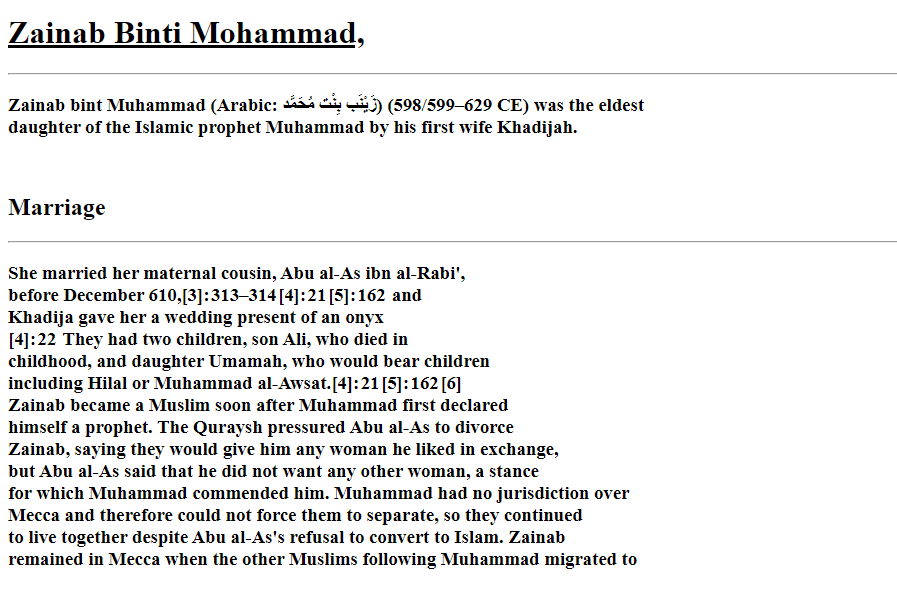 Zainab Binti Mohammad,
Zainab bint Muhammad (Arabic: زَيْنَب بِنْت مُحَمَّد) (598/599–629 CE) was the eldest
daughter of the Islamic prophet Muhammad by his first wife Khadijah.
Marriage
She married her maternal cousin, Abu al-As ibn al-Rabi',
before December 610,[3]:313–314[4]:21[5]:162 and
Khadija gave her a wedding present of an onyx
[4]:22 They had two children, son Ali, who died in
childhood, and daughter Umamah, who would bear children
including Hilal or Muhammad al-Awsat.[4]:21[5]:162[6]
Zainab became a Muslim soon after Muhammad first declared
himself a prophet. The Quraysh pressured Abu al-As to divorce
Zainab, saying they would give him any woman he liked in exchange,
but Abu al-As said that he did not want any other woman, a stance
for which Muhammad commended him. Muhammad had no jurisdiction over
Mecca and therefore could not force them to separate, so they continued
to live together despite Abu al-As's refusal to convert to Islam. Zainab
remained in Mecca when the other Muslims following Muhammad migrated to